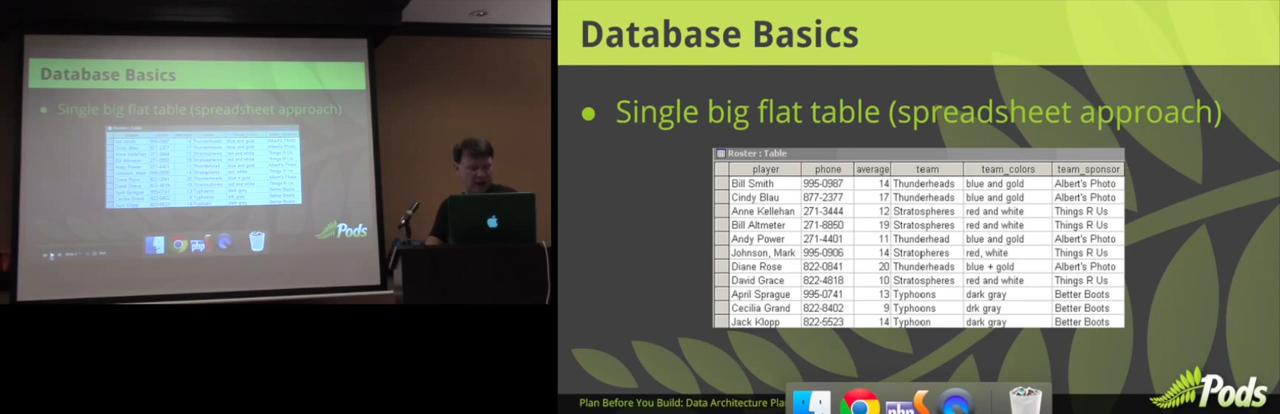 Database Basics
● Single big flat table (spreadsheet approach)
Database Basics
● Single big flat table (spreadsheet approach)
Roster : Table
player phone average team team_colors team_sponsor
Bill Smith 995-0987 14 Thunderheads blue and gold Albert's Photo
Cindy Blau 877-2377 17 Thunderheads blue and gold Albert's Photo
Anne Kellehan 271-3444 12 Stratospheres red and white Things R Us
Bill Altmeter 271-8850 19 Stratospheres red and white Things R Us
Andy Power 271-4401 11 Thunderhead blue and gold Albert's Photo
Johnson, Mark 995-0906 14 Stratospheres red, white Things R Us
Diane Rose 822-0841 20 Thunderheads blue + gold Albert's Photo
David Grace 822-4818 10 Stratospheres red and white Things R Us
April Sprague 995-0741 13 Typhoons dark gray Better Boots
Cecilia Grand 822-8402 9 Typhoons drk gray Better Boots
Jack Klopp 822-5523 14 Typhoon dark gray Better Boots
Pods
php
Plan Before You Build: Data Architecture
php
Pods